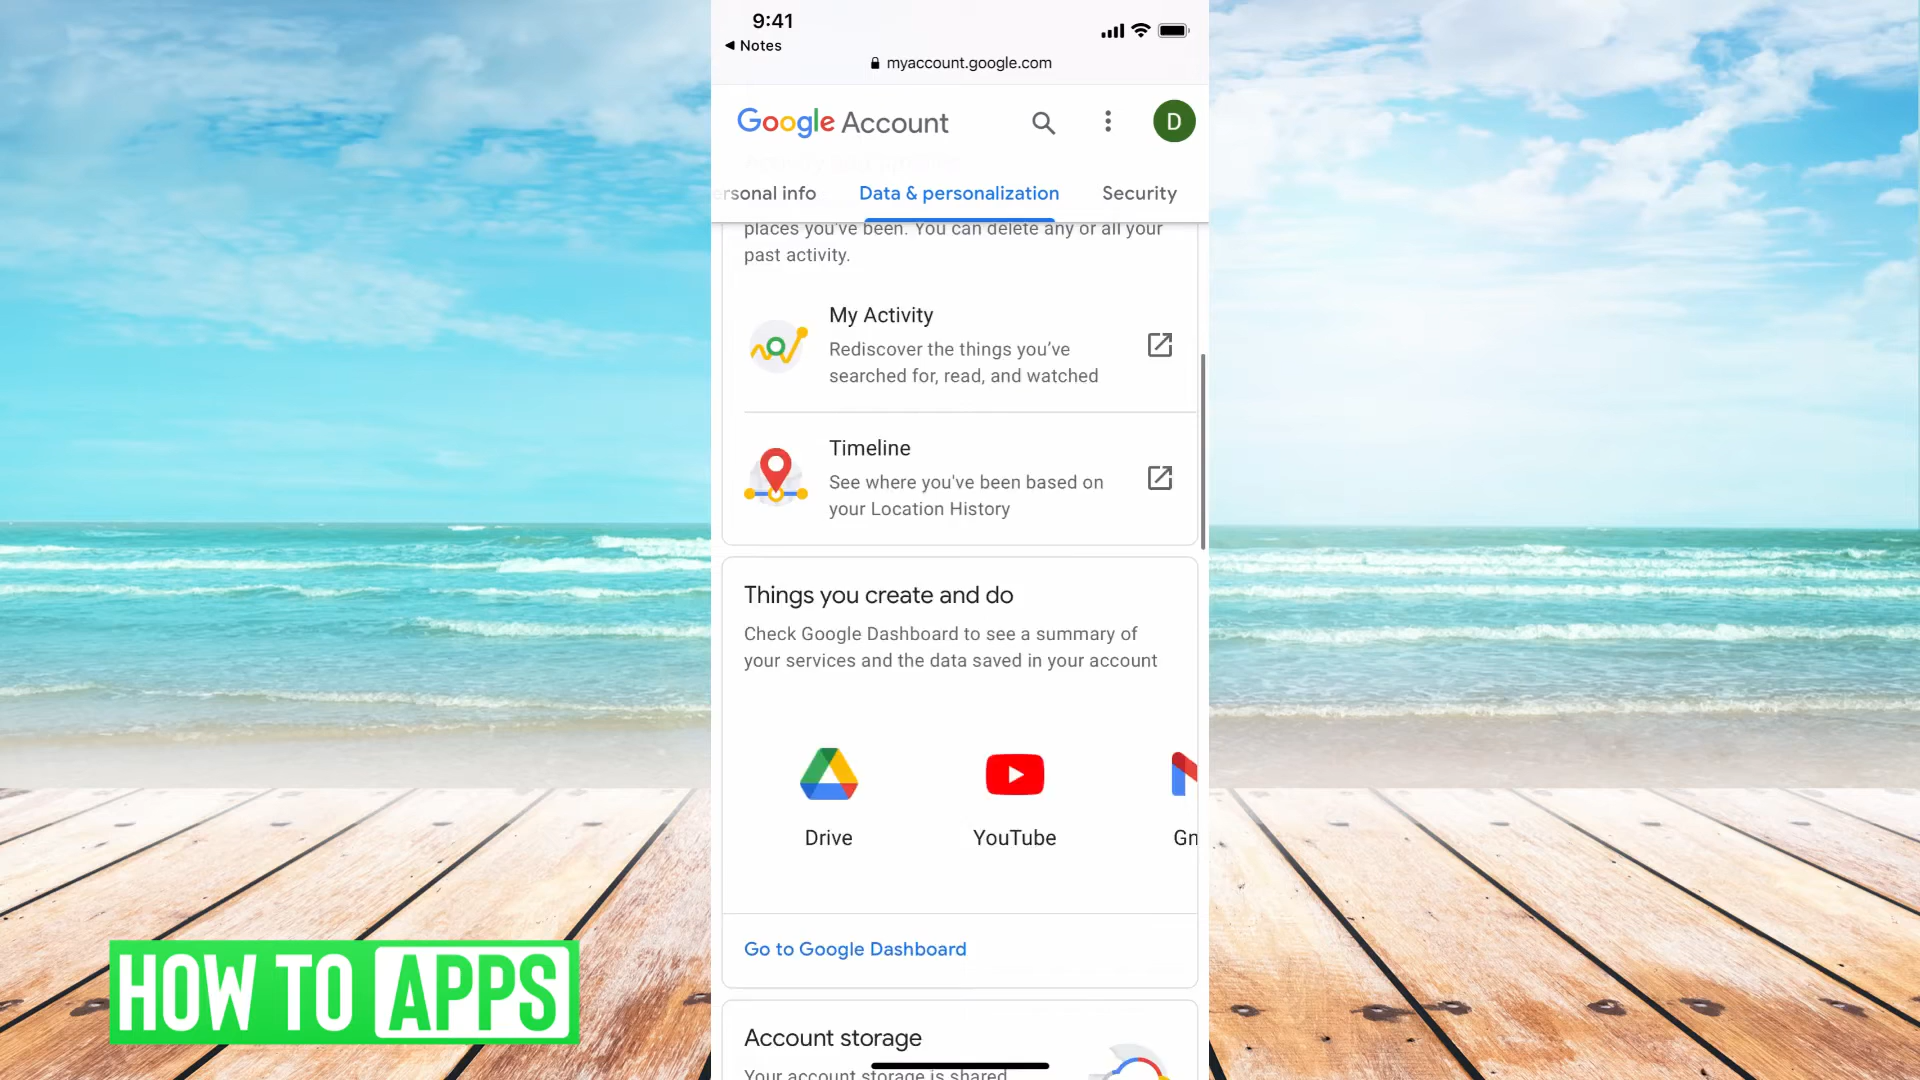 9:41
Notes
myaccount.google.com
Google Account
D
ersonal info
Data & personalization
Security
places you've been. You can delete any or all your
past activity.
My Activity
Rediscover the things you've
searched for, read, and watched
Timeline
See where you've been based on
your Location History
Things you create and do
Check Google Dashboard to see a summary of
your services and the data saved in your account
Drive
YouTube
Gn
Go to Google Dashboard
Account storage
Your account storage is shared
HOW TO APPS